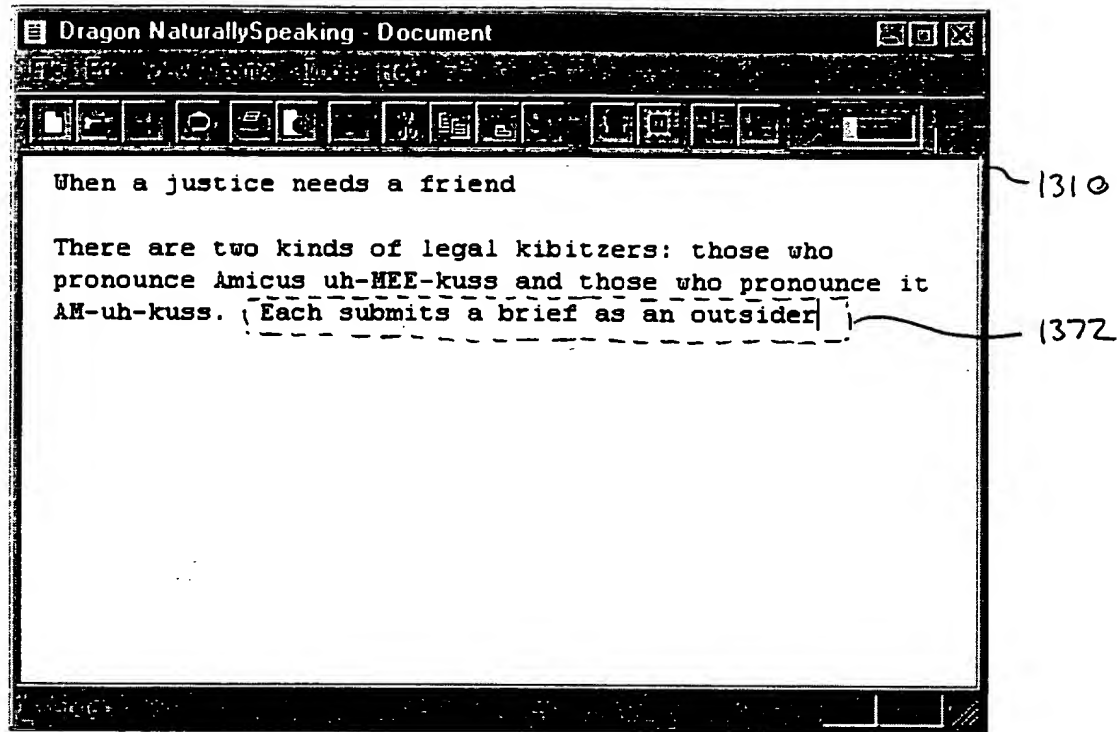 Dragon NaturallySpeaking - Document
When a justice needs a friend
1310
There are two kinds of legal kibitzers: those who
pronounce Amicus uh-MEE-kuss and those who pronounce it
AM-uh-kuss. Each submits a brief as an outsider
1372